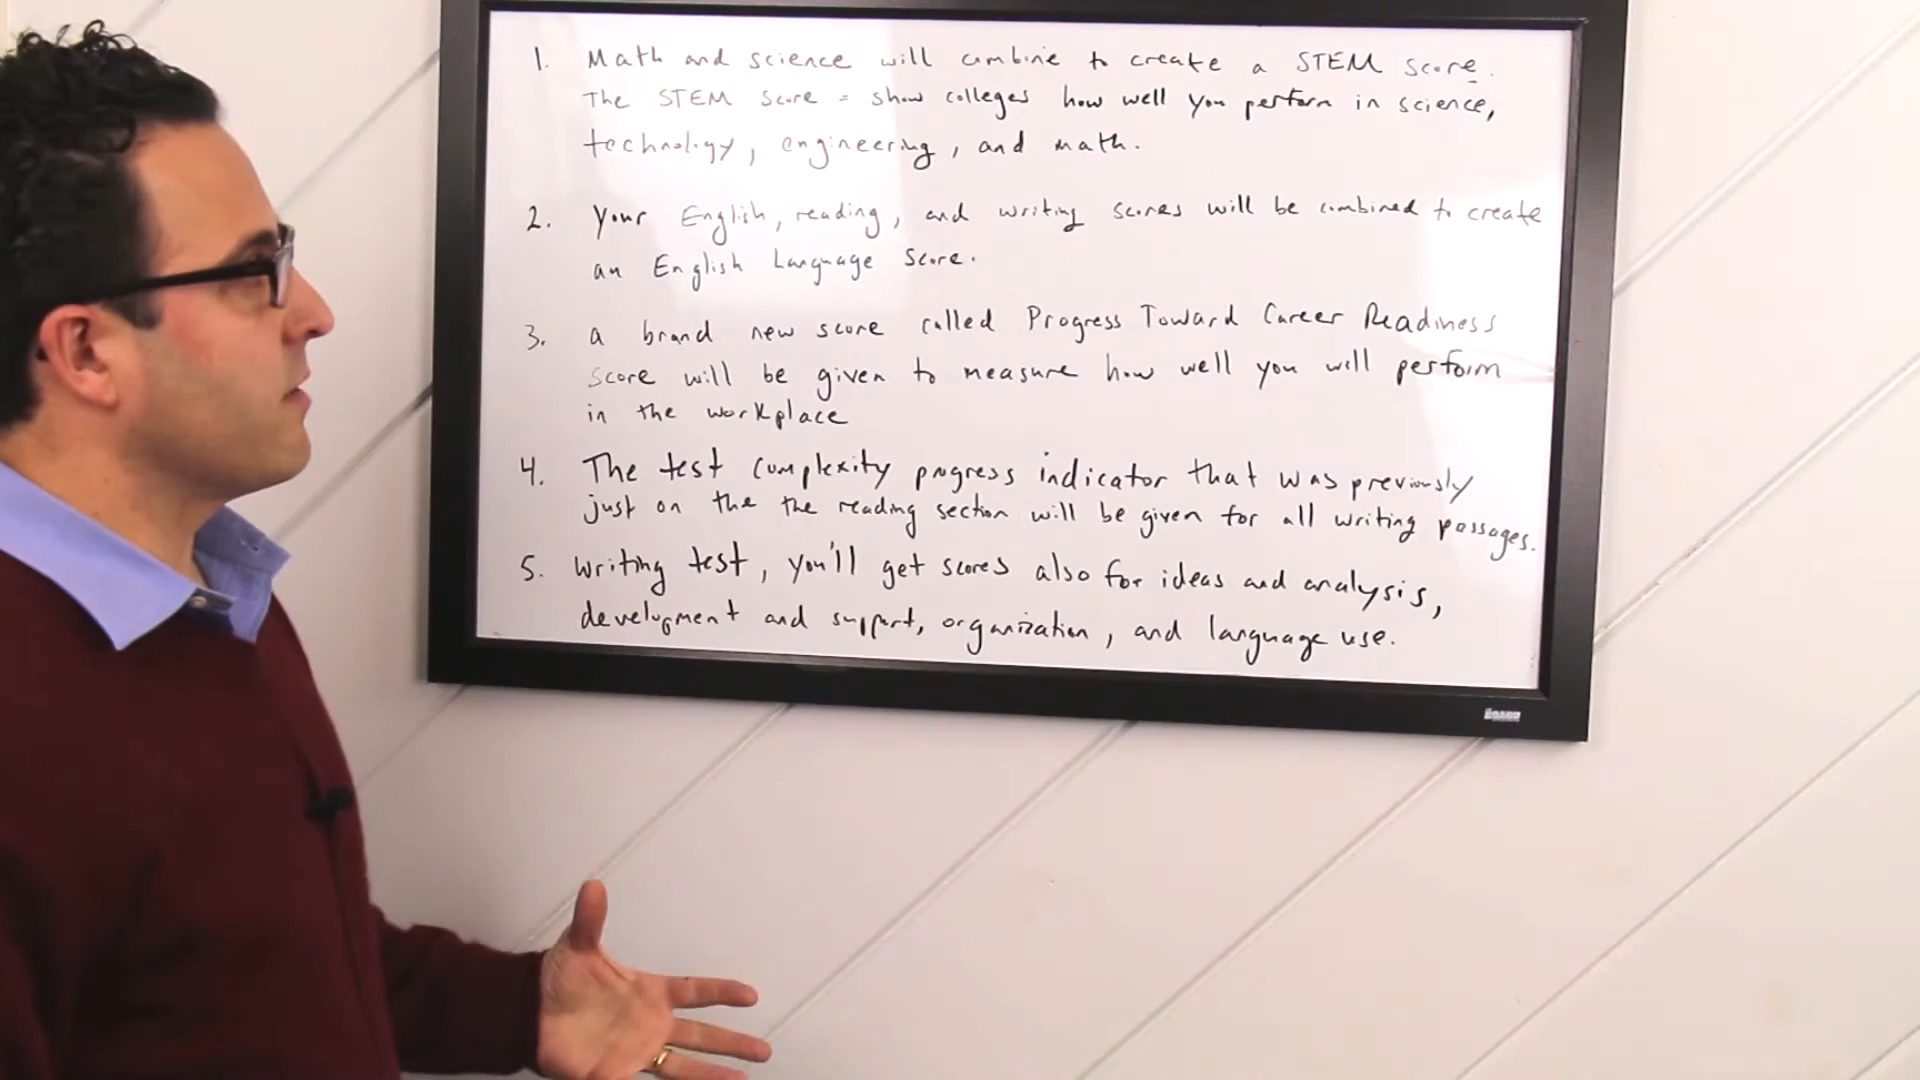 1. Math and science will combine to create a STEM score.
The STEM Score = show colleges how well you perform in science,
technology, engineering, and math.
2. Your English, reading, and writing scores will be combined to create
an English Language Score.
3. a brand new score called Progress Toward Career Readiness
Score will be given to measure how well you will perform
in the workplace
4. The test complexity progress indicator that was previously
just on the the reading section will be given for all writing passages.
5. Writing test, you'll get scores also for ideas and analysis,
development and support, organization, and language use.